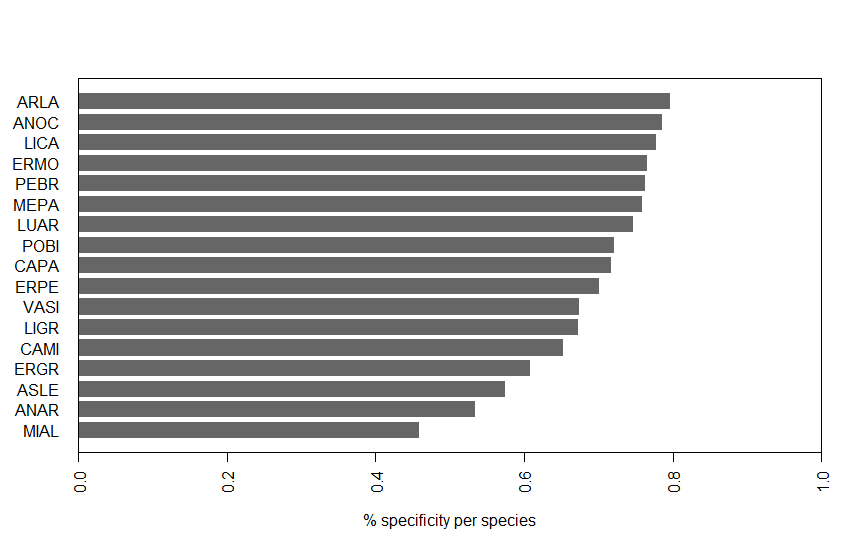 ARLA
ANOC
LICA
ERMO
PEBR
MEPA
LUAR
POBI
CAPA
ERPE
VASI
LIGR
CAMI
ERGR
ASLE
ANAR
MIAL
0.0 0.2 0.4 0.6 0.8 1.0
% specificity per species